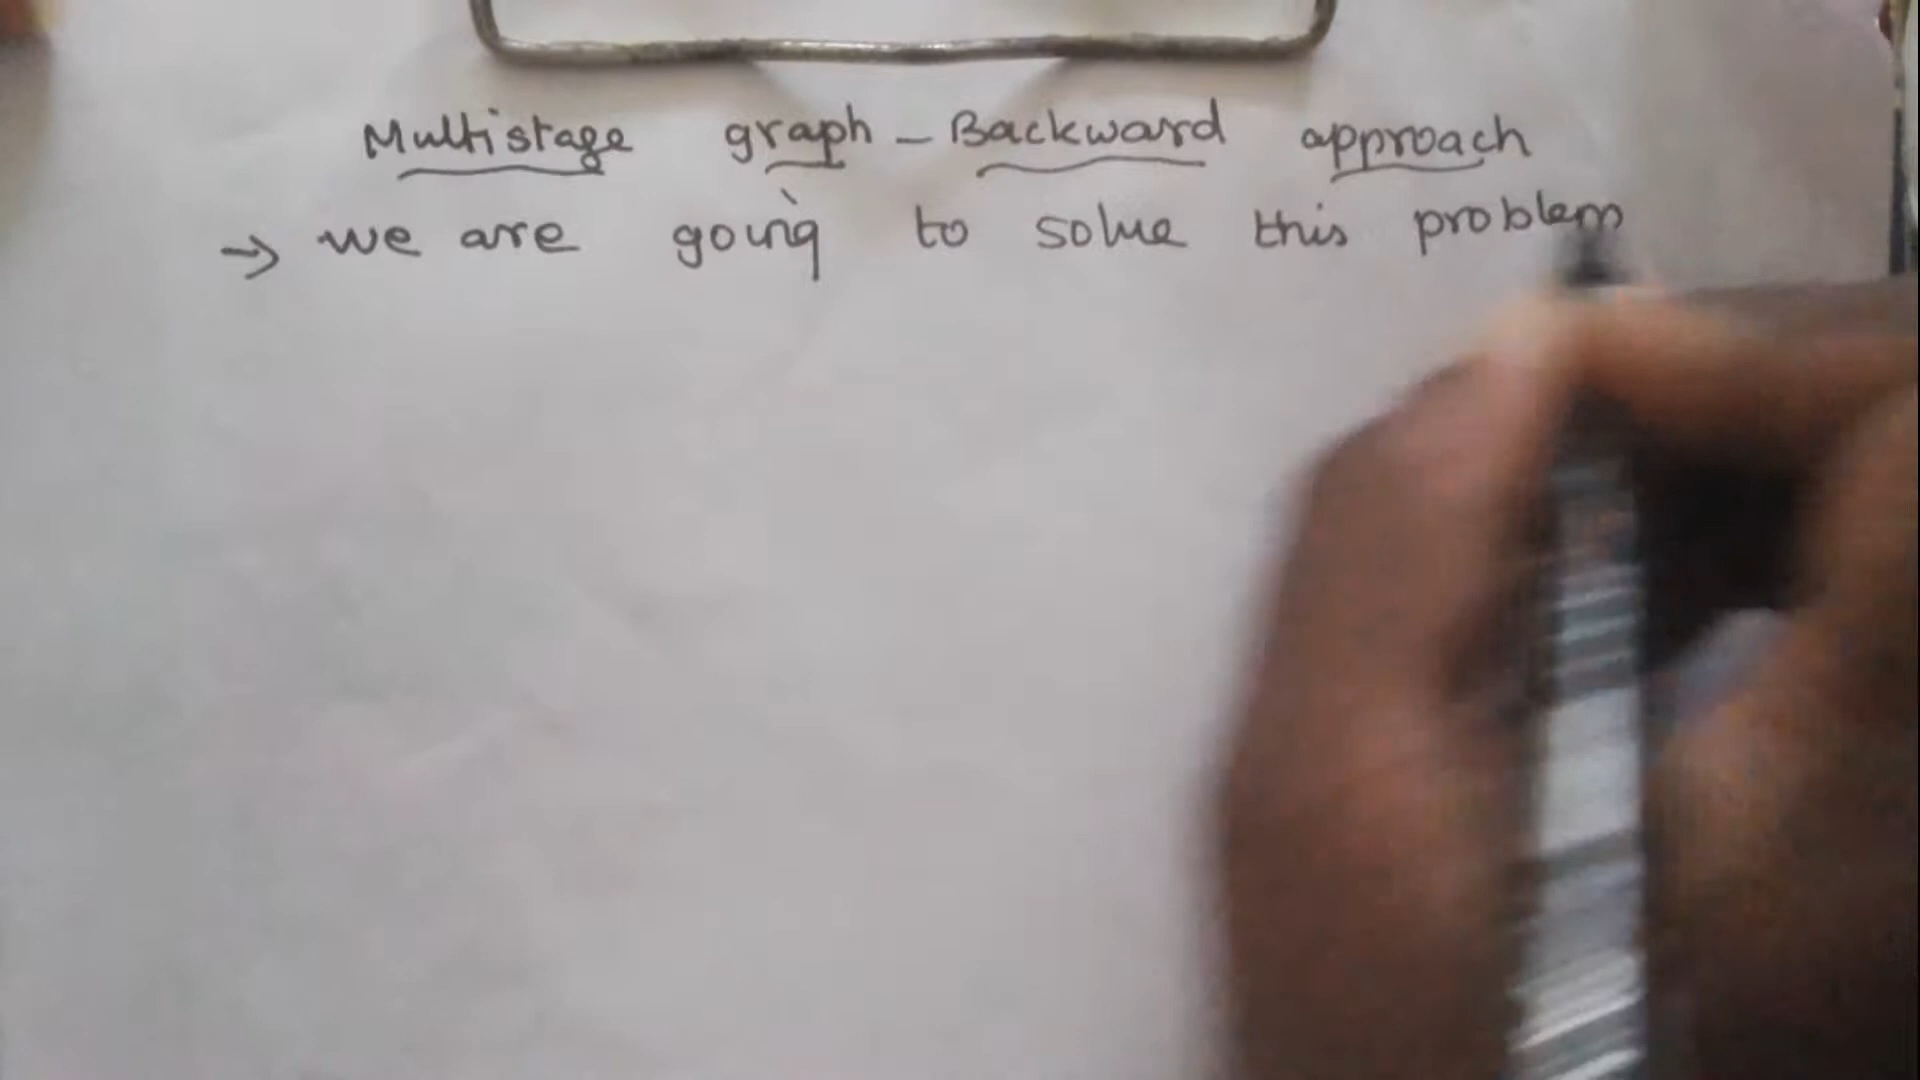 Multistage graph - Backward approach
→ we are going to solve this problem